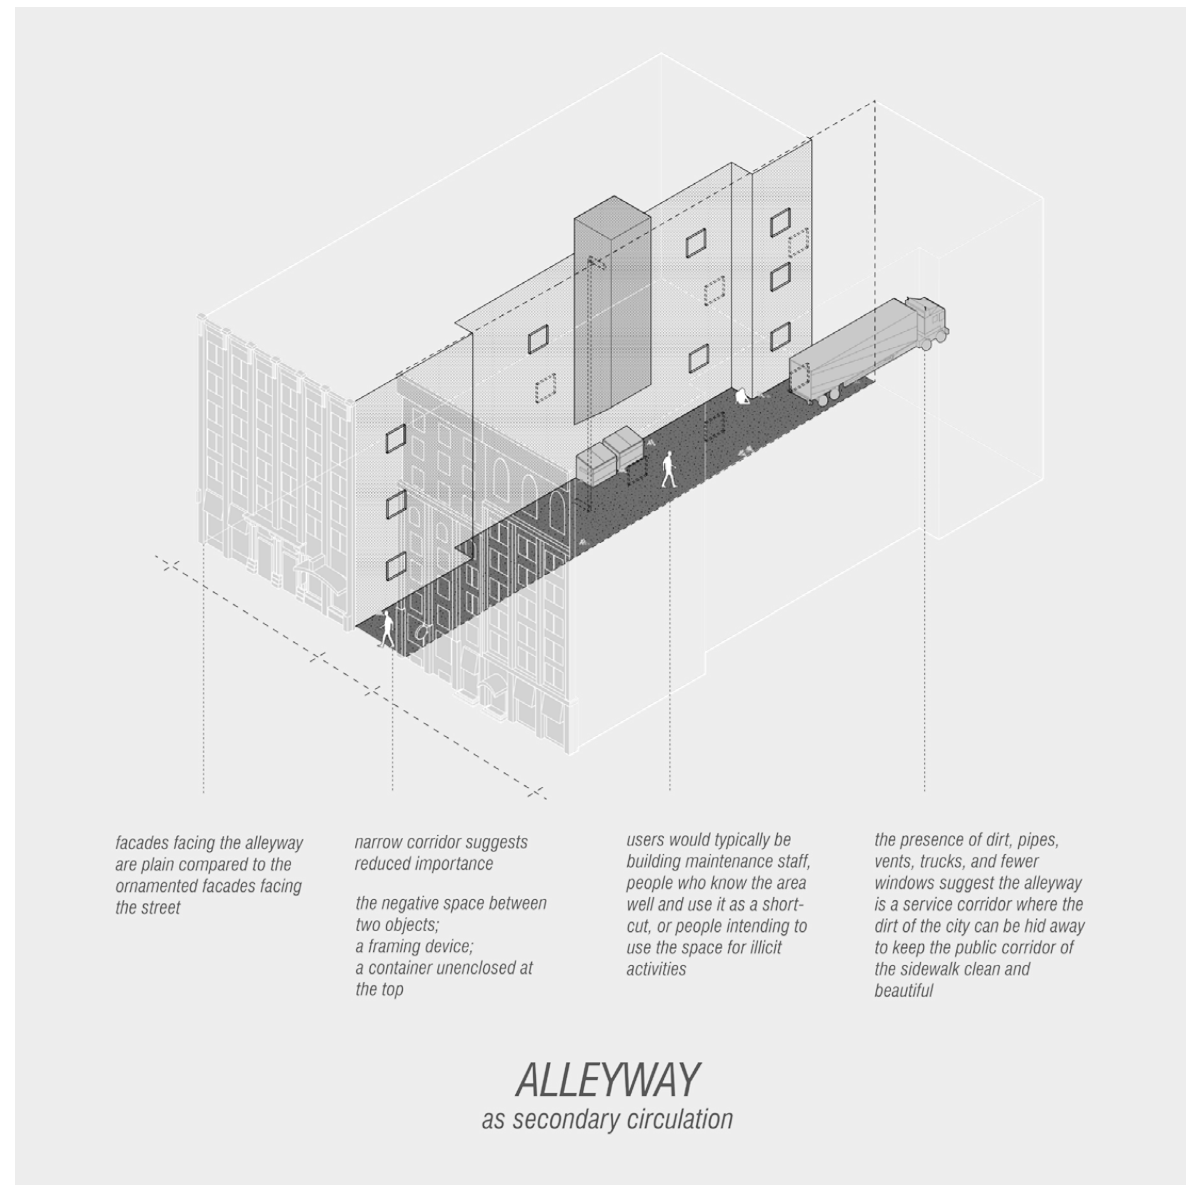 facades facing the alleyway
are plain compared to the
ornamented facades facing
the street
narrow corridor suggests
reduced importance
the negative space between
two objects;
a framing device;
a container unenclosed at
the top
users would typically be
building maintenance staff,
people who know the area
well and use it as a short-
cut, or people intending to
use the space for illicit
activities
the presence of dirt, pipes,
vents, trucks, and fewer
windows suggest the alleyway
is a service corridor where the
dirt of the city can be hid away
to keep the public corridor of
the sidewalk clean and
beautiful
ALLEYWAY
as secondary circulation